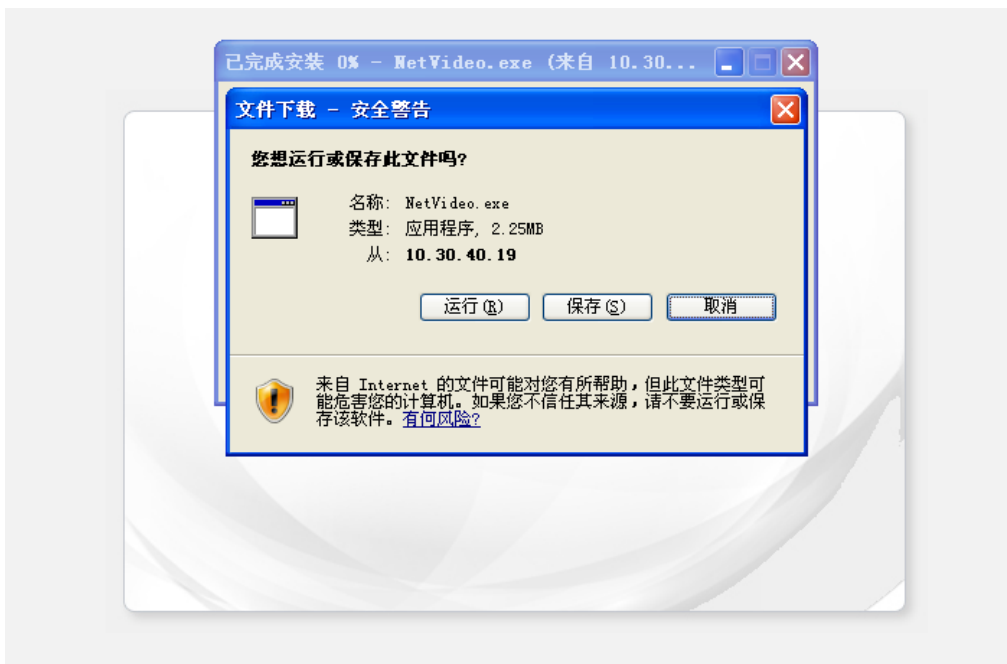 已完成安装 0% - NetVideo.exe (来自 10.30...
文件下载 - 安全警告
您想运行或保存此文件吗?
名称: NetVideo.exe
类型: 应用程序, 2.25MB
从: 10.30.40.19
运行(R) 保存(S) 取消
来自 Internet 的文件可能对您有所帮助,但此文件类型可
能危害您的计算机。如果您不信任其来源,请不要运行或保
存该软件。有何风险?